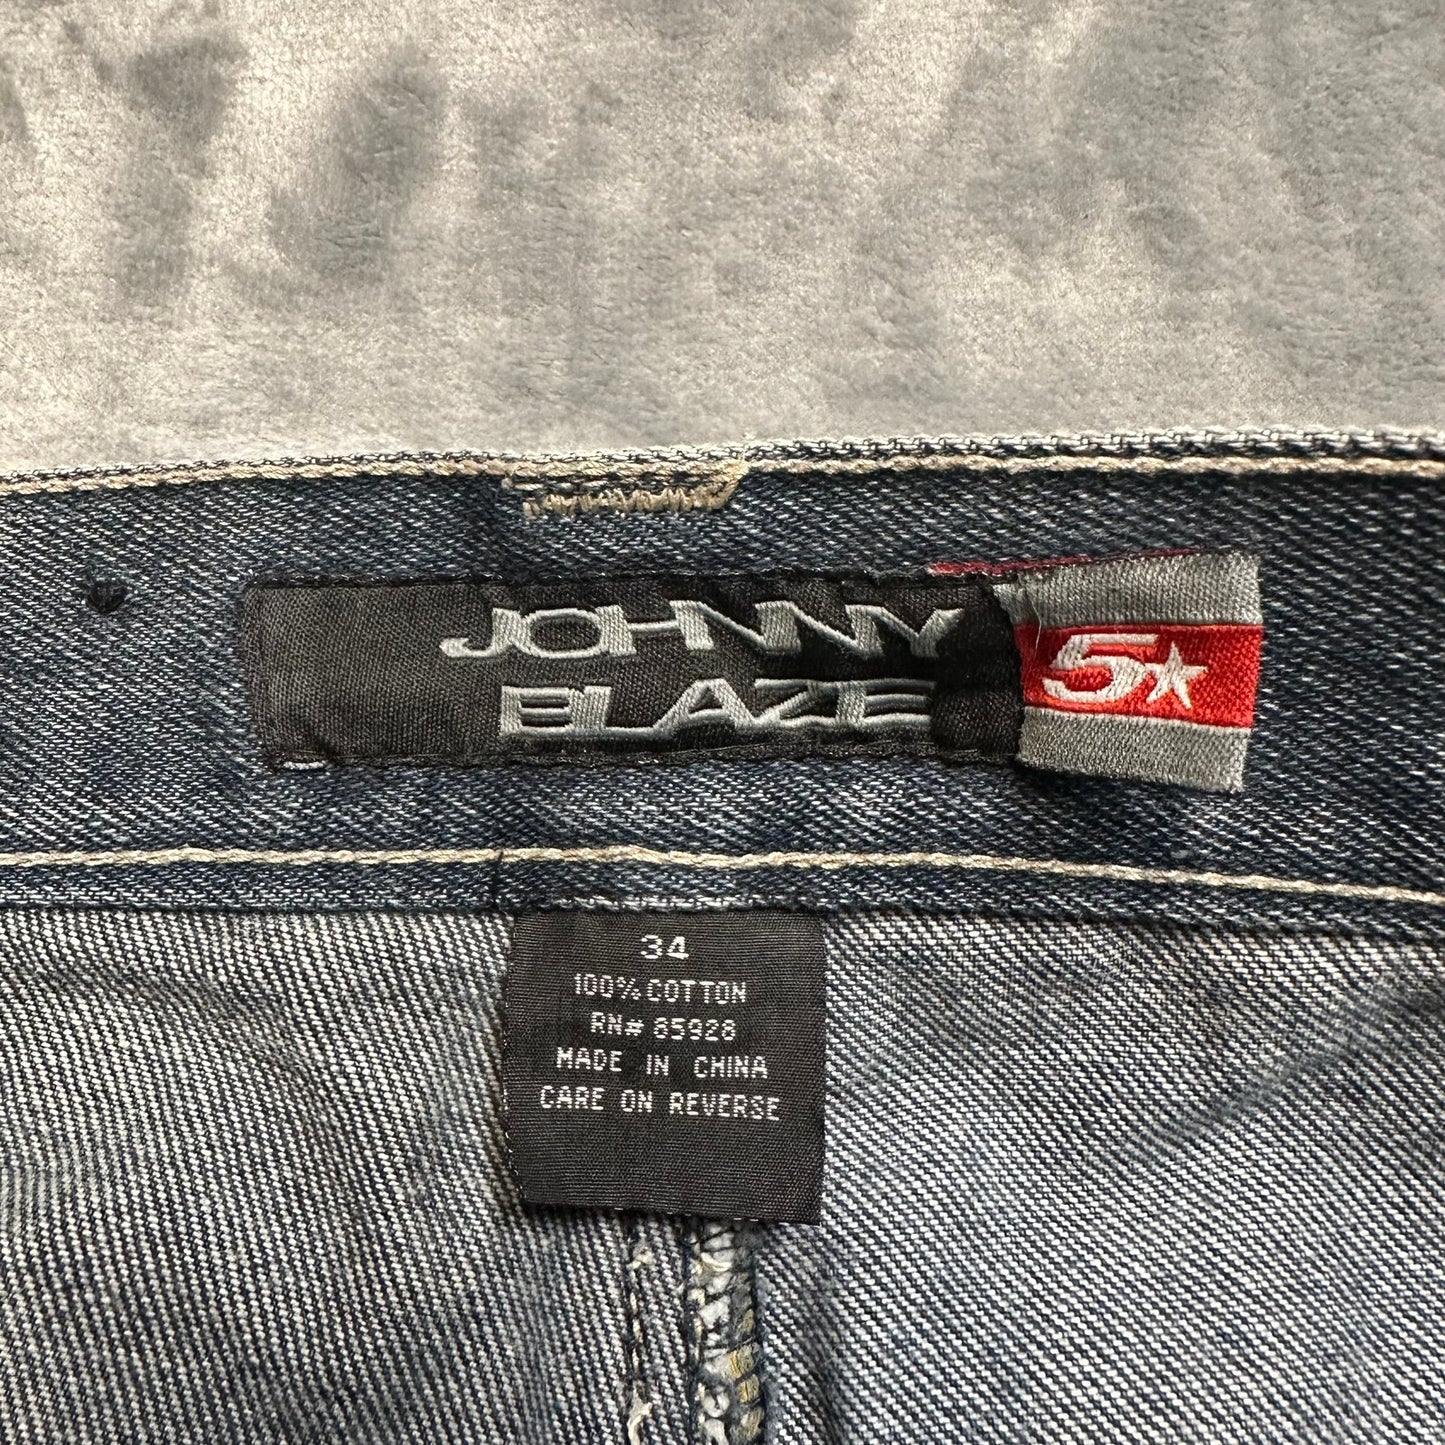 JOHNNY
BLAZE
5★
34
100% COTTON
RN# 85928
MADE IN CHINA
CARE ON REVERSE